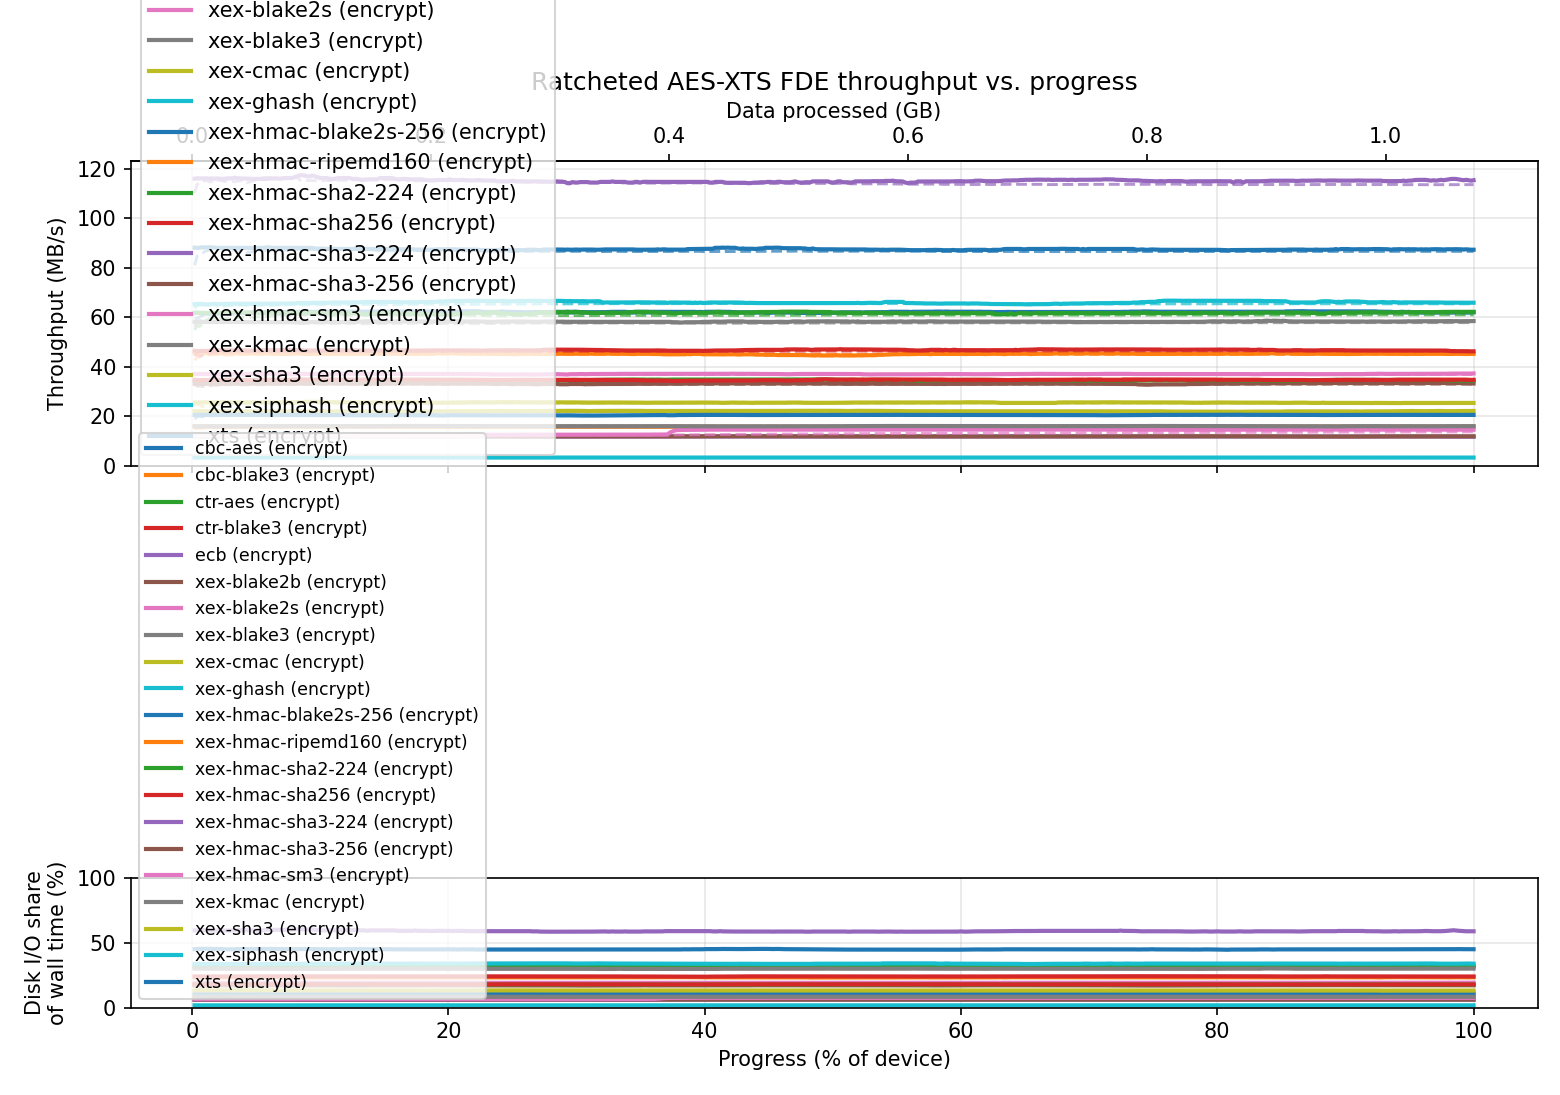 xex-blake2s (encrypt)
xex-blake3 (encrypt)
xex-cmac (encrypt)
xex-ghash (encrypt)
xex-hmac-blake2s-256 (encrypt)
xex-hmac-ripemd160 (encrypt)
xex-hmac-sha2-224 (encrypt)
xex-hmac-sha256 (encrypt)
xex-hmac-sha3-224 (encrypt)
xex-hmac-sha3-256 (encrypt)
xex-hmac-sm3 (encrypt)
xex-kmac (encrypt)
xex-sha3 (encrypt)
xex-siphash (encrypt)
xts (encrypt)
Ratcheted AES-XTS FDE throughput vs. progress
Data processed (GB)
0.0 0.2 0.4 0.6 0.8 1.0
Throughput (MB/s)
120
100
80
60
40
20
0
cbc-aes (encrypt)
cbc-blake3 (encrypt)
ctr-aes (encrypt)
ctr-blake3 (encrypt)
ecb (encrypt)
xex-blake2b (encrypt)
xex-blake2s (encrypt)
xex-blake3 (encrypt)
xex-cmac (encrypt)
xex-ghash (encrypt)
xex-hmac-blake2s-256 (encrypt)
xex-hmac-ripemd160 (encrypt)
xex-hmac-sha2-224 (encrypt)
xex-hmac-sha256 (encrypt)
xex-hmac-sha3-224 (encrypt)
xex-hmac-sha3-256 (encrypt)
xex-hmac-sm3 (encrypt)
xex-kmac (encrypt)
xex-sha3 (encrypt)
xex-siphash (encrypt)
xts (encrypt)
Disk I/O share
of wall time (%)
100
50
0
0 20 40 60 80 100
Progress (% of device)